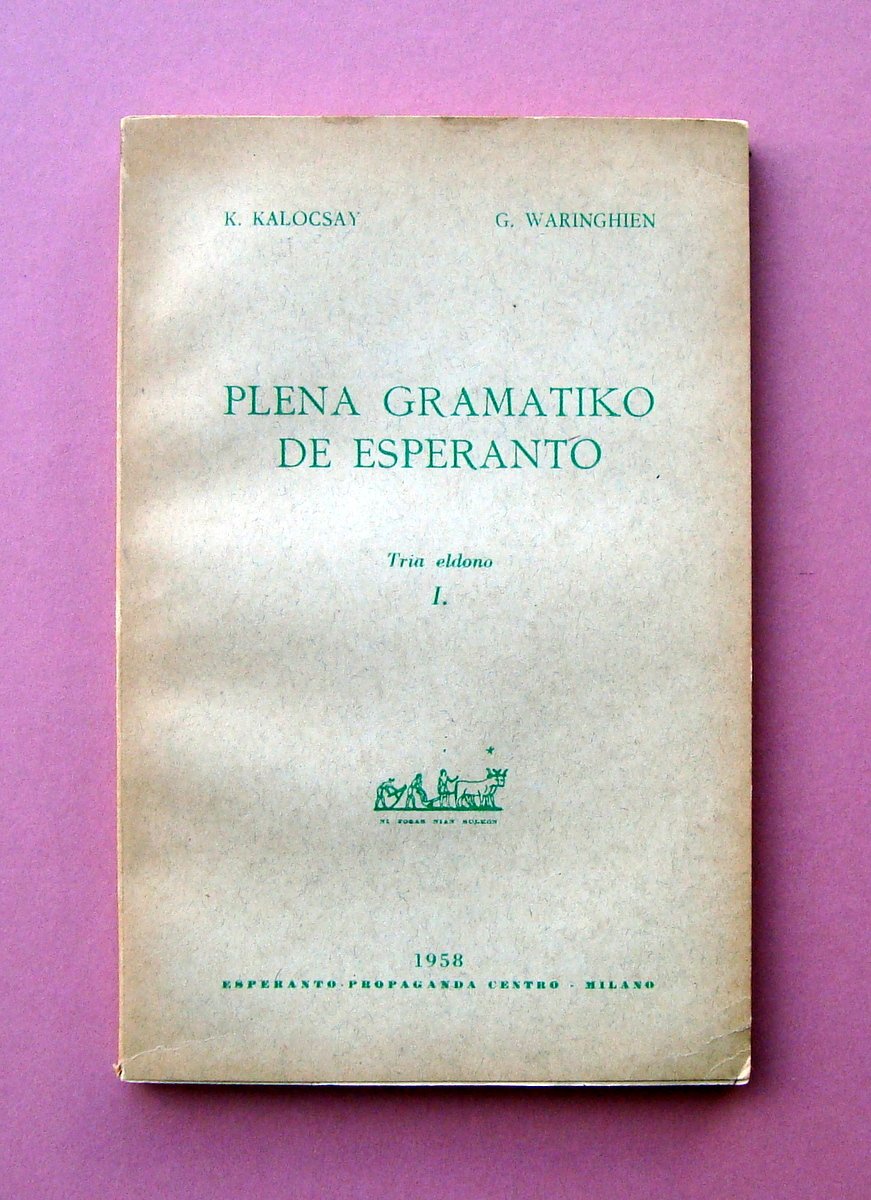 K. KALOCSAY G. WARINGHIEN
PLENA GRAMATIKO
DE ESPERANTO
Tria eldono
I.
NI FOSAS NIAN SULKON
1958
ESPERANTO-PROPAGANDA CENTRO - MILANO